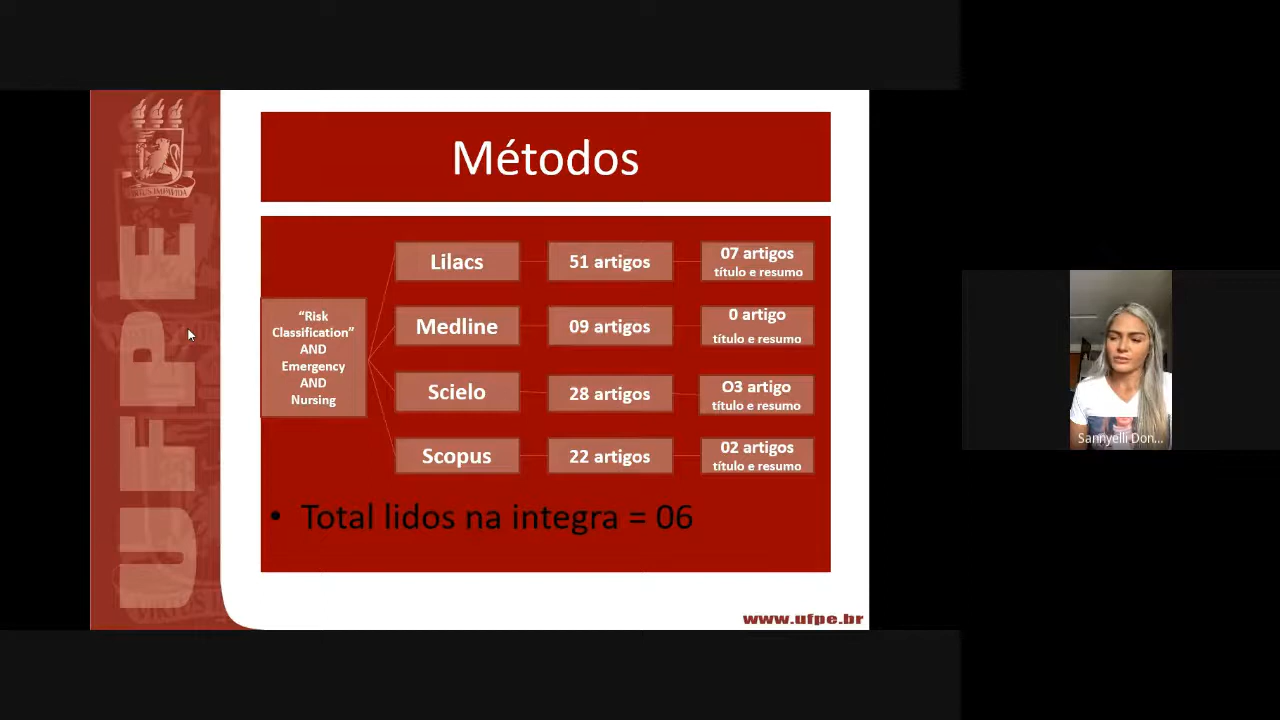 Métodos
“Risk
Classification”
AND
Emergency
AND
Nursing
Lilacs
51 artigos
07 artigos
título e resumo
Medline
09 artigos
0 artigo
título e resumo
Scielo
28 artigos
O3 artigo
título e resumo
Scopus
22 artigos
02 artigos
título e resumo
• Total lidos na integra = 06
UFPE
VIRTUS IMPAVIDA
www.ufpe.br
Sannyelli Don...